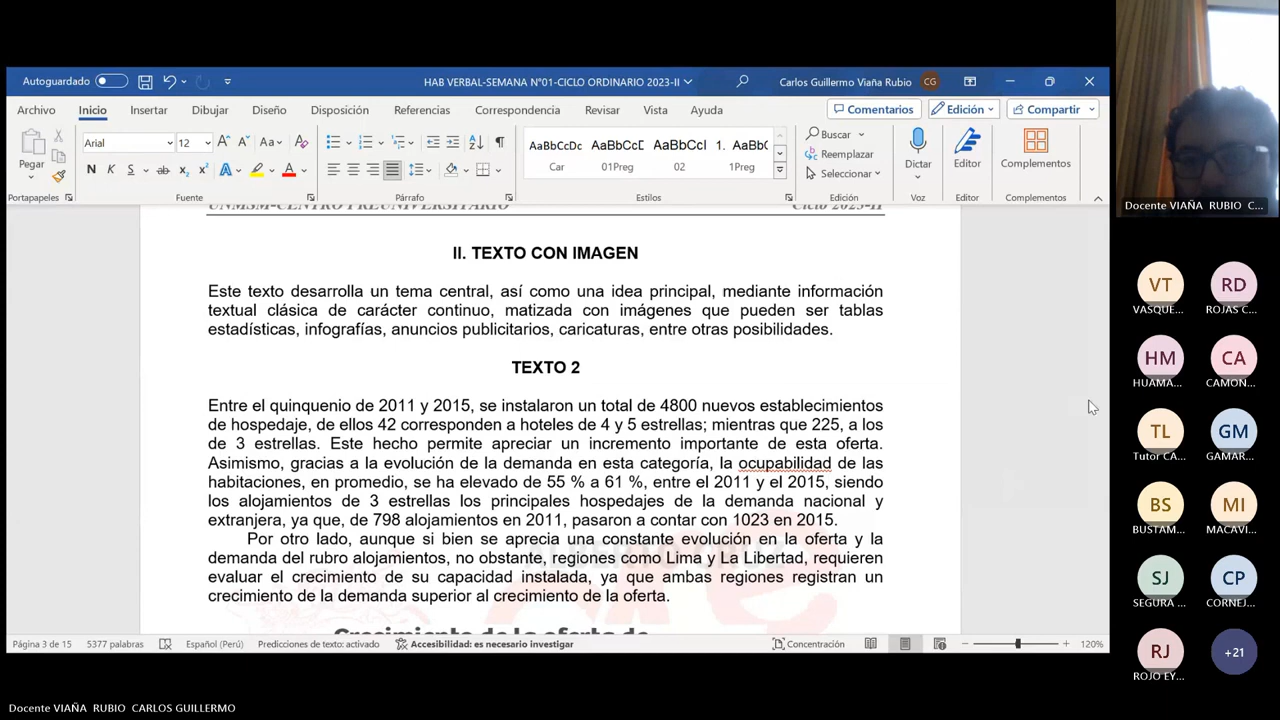 Autoguardado
HAB VERBAL-SEMANA N°01-CICLO ORDINARIO 2023-II
Carlos Guillermo Viaña Rubio
CG
Archivo
Inicio
Insertar
Dibujar
Diseño
Disposición
Referencias
Correspondencia
Revisar
Vista
Ayuda
Comentarios
Edición
Compartir
Pegar
Portapapeles
Arial
12
N K S ab x₂ x²
Fuente
Párrafo
AaBbCcDc
Car
AaBbCcD
01Preg
AaBbCcI
02
1. AaBbC
1Preg
Estilos
Buscar
Reemplazar
Seleccionar
Edición
Dictar
Voz
Editor
Editor
Complementos
Complementos
UNMSM-CENTRO PREUNIVERSITARIO Ciclo 2023-II
II. TEXTO CON IMAGEN
Este texto desarrolla un tema central, así como una idea principal, mediante información
textual clásica de carácter continuo, matizada con imágenes que pueden ser tablas
estadísticas, infografías, anuncios publicitarios, caricaturas, entre otras posibilidades.
TEXTO 2
Entre el quinquenio de 2011 y 2015, se instalaron un total de 4800 nuevos establecimientos
de hospedaje, de ellos 42 corresponden a hoteles de 4 y 5 estrellas; mientras que 225, a los
de 3 estrellas. Este hecho permite apreciar un incremento importante de esta oferta.
Asimismo, gracias a la evolución de la demanda en esta categoría, la ocupabilidad de las
habitaciones, en promedio, se ha elevado de 55 % a 61 %, entre el 2011 y el 2015, siendo
los alojamientos de 3 estrellas los principales hospedajes de la demanda nacional y
extranjera, ya que, de 798 alojamientos en 2011, pasaron a contar con 1023 en 2015.
Por otro lado, aunque si bien se aprecia una constante evolución en la oferta y la
demanda del rubro alojamientos, no obstante, regiones como Lima y La Libertad, requieren
evaluar el crecimiento de su capacidad instalada, ya que ambas regiones registran un
crecimiento de la demanda superior al crecimiento de la oferta.
Crecimiento de la oferta de
Página 3 de 15
5377 palabras
Español (Perú)
Predicciones de texto: activado
Accesibilidad: es necesario investigar
Concentración
120%
Docente VIAÑA RUBIO C...
VT
VASQUE...
RD
ROJAS C...
HM
HUAMA...
CA
CAMON...
TL
Tutor CA...
GM
GAMAR...
BS
BUSTAM...
MI
MACAVI...
SJ
SEGURA ...
CP
CORNEJ...
RJ
ROJO EY...
+21
Docente VIAÑA RUBIO CARLOS GUILLERMO